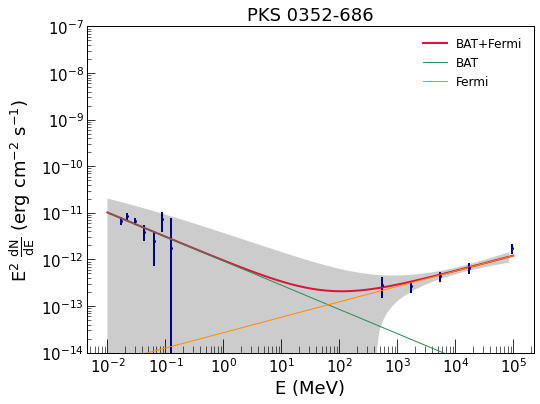 PKS 0352-686
E² dN/dE (erg cm⁻² s⁻¹)
10⁻⁷
10⁻⁸
10⁻⁹
10⁻¹⁰
10⁻¹¹
10⁻¹²
10⁻¹³
10⁻¹⁴
BAT+Fermi
BAT
Fermi
10⁻² 10⁻¹ 10⁰ 10¹ 10² 10³ 10⁴ 10⁵
E (MeV)